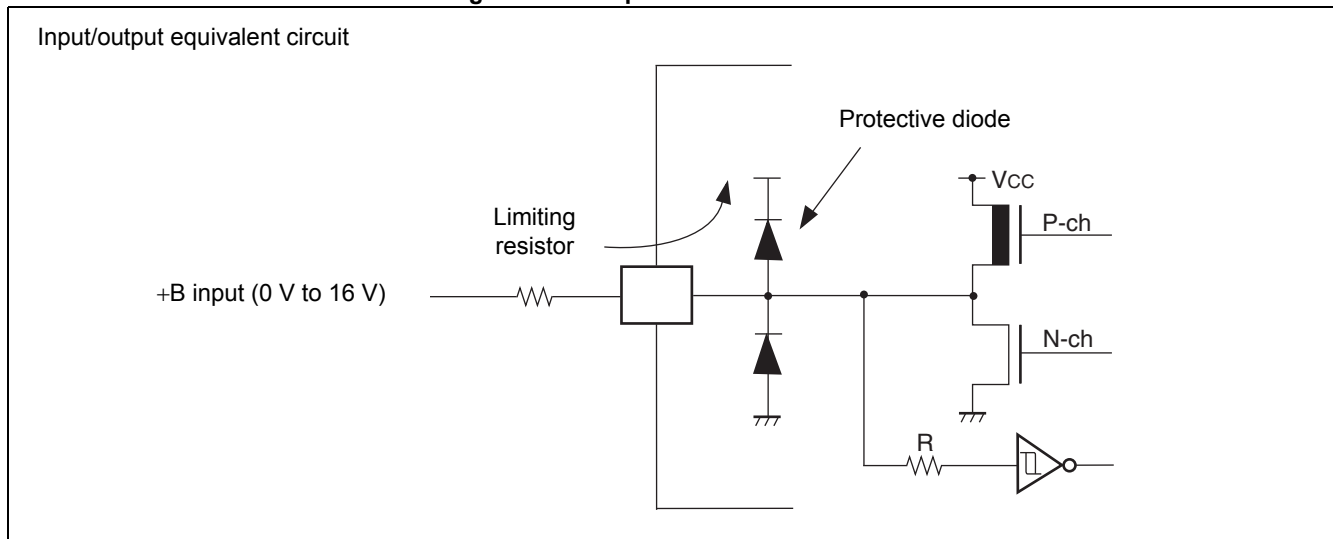 Input/output equivalent circuit
Protective diode
VCC
Limiting
resistor
P-ch
+B input (0 V to 16 V)
N-ch
R